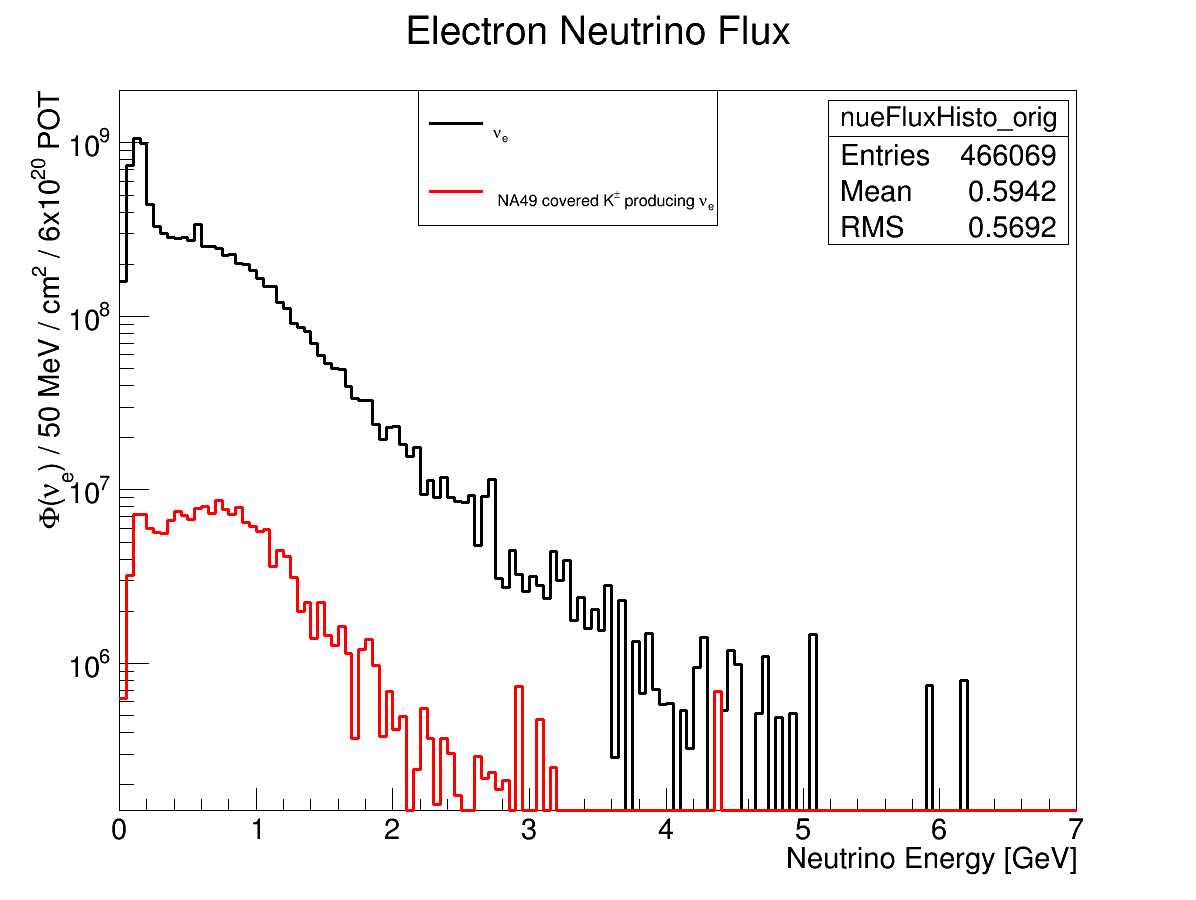 Electron Neutrino Flux
Φ(νe) / 50 MeV / cm² / 6x10²⁰ POT
νe
NA49 covered K± producing νe
nueFluxHisto_orig
Entries 466069
Mean 0.5942
RMS 0.5692
10⁹
10⁸
10⁷
10⁶
0 1 2 3 4 5 6 7
Neutrino Energy [GeV]